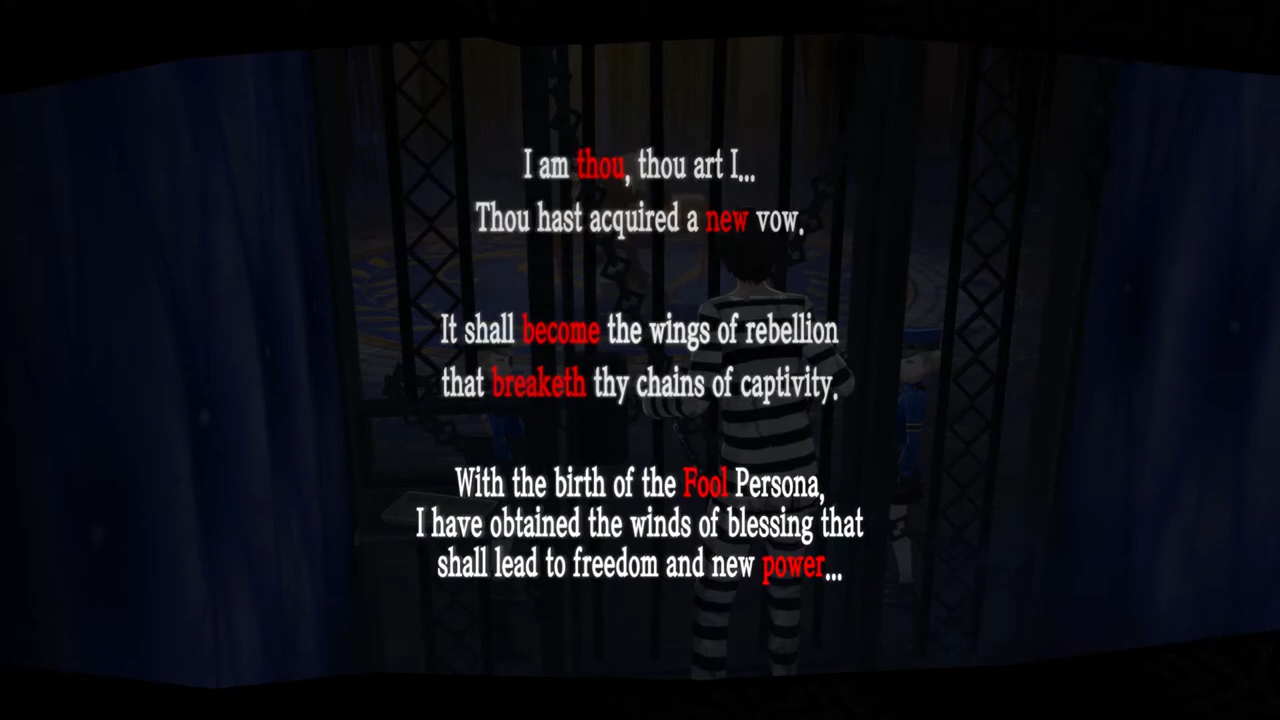 I am thou, thou art I...
Thou hast acquired a new vow.
It shall become the wings of rebellion
that breaketh thy chains of captivity.
With the birth of the Fool Persona,
I have obtained the winds of blessing that
shall lead to freedom and new power...